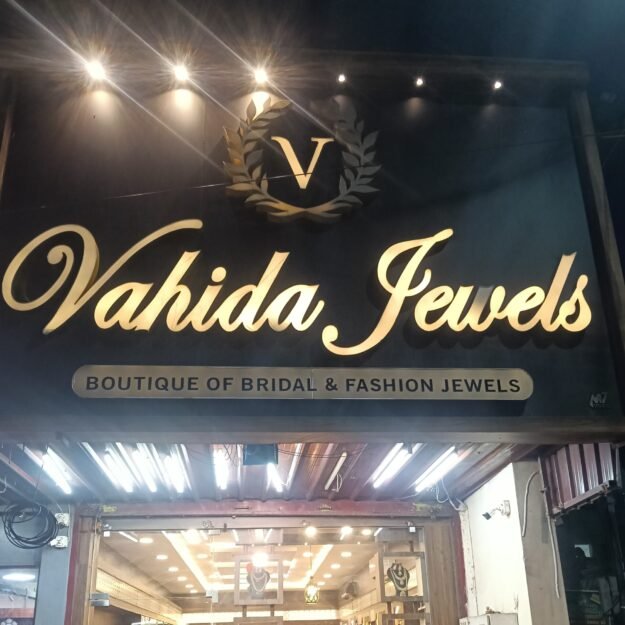 V
Vahida Jewels
BOUTIQUE OF BRIDAL & FASHION JEWELS